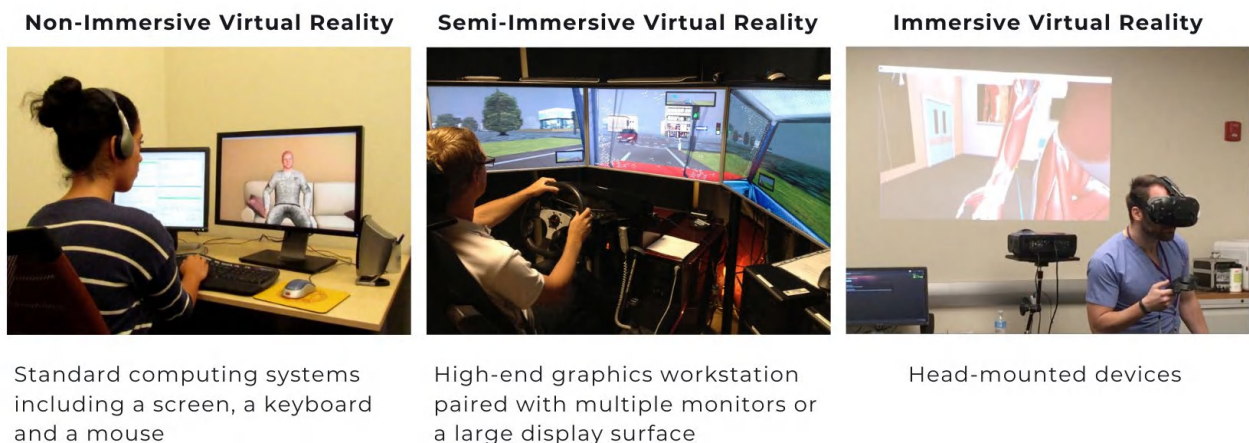 Non-Immersive Virtual Reality
Semi-Immersive Virtual Reality
Immersive Virtual Reality
Standard computing systems
including a screen, a keyboard
and a mouse
High-end graphics workstation
paired with multiple monitors or
a large display surface
Head-mounted devices